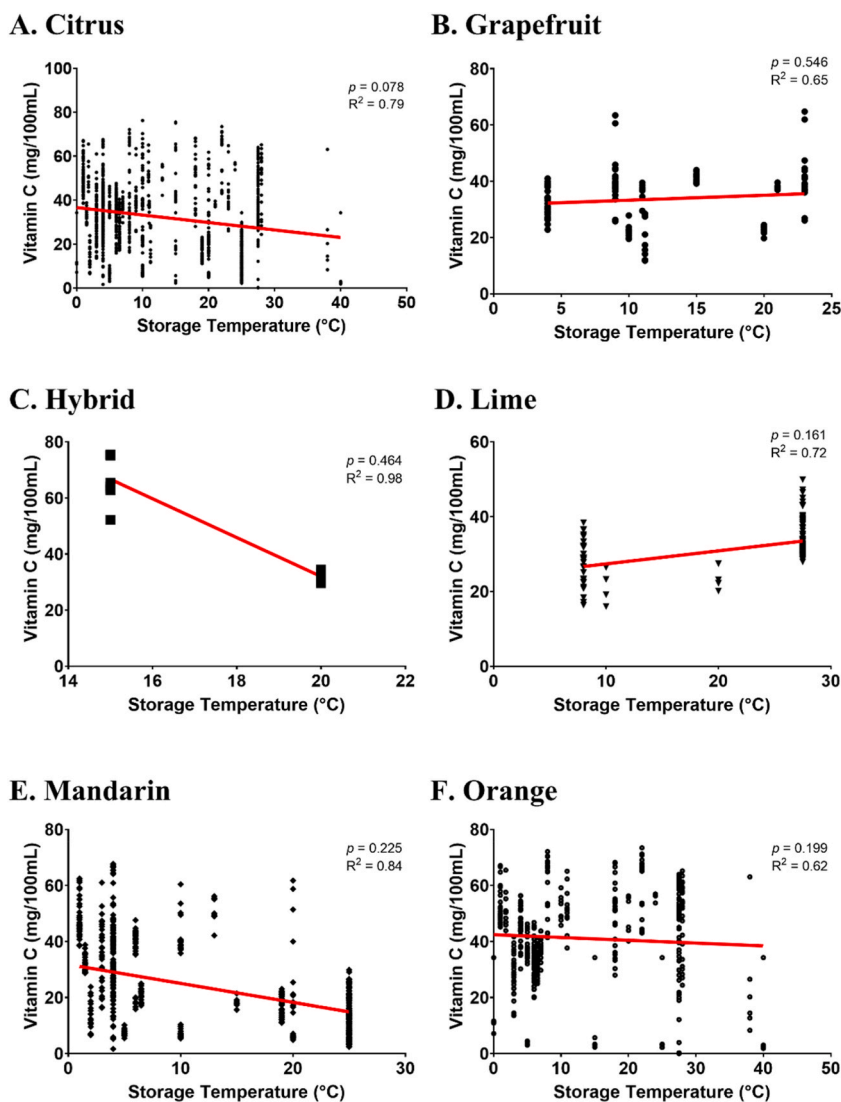 A. Citrus
p = 0.078
R² = 0.79
Vitamin C (mg/100mL)
100
80
60
40
20
0
0 10 20 30 40 50
Storage Temperature (°C)
B. Grapefruit
p = 0.546
R² = 0.65
Vitamin C (mg/100mL)
80
60
40
20
0
0 5 10 15 20 25
Storage Temperature (°C)
C. Hybrid
p = 0.464
R² = 0.98
Vitamin C (mg/100mL)
80
60
40
20
0
14 16 18 20 22
Storage Temperature (°C)
D. Lime
p = 0.161
R² = 0.72
Vitamin C (mg/100mL)
60
40
20
0
0 10 20 30
Storage Temperature (°C)
E. Mandarin
p = 0.225
R² = 0.84
Vitamin C (mg/100mL)
80
60
40
20
0
0 10 20 30
Storage Temperature (°C)
F. Orange
p = 0.199
R² = 0.62
Vitamin C (mg/100mL)
80
60
40
20
0
0 10 20 30 40 50
Storage Temperature (°C)